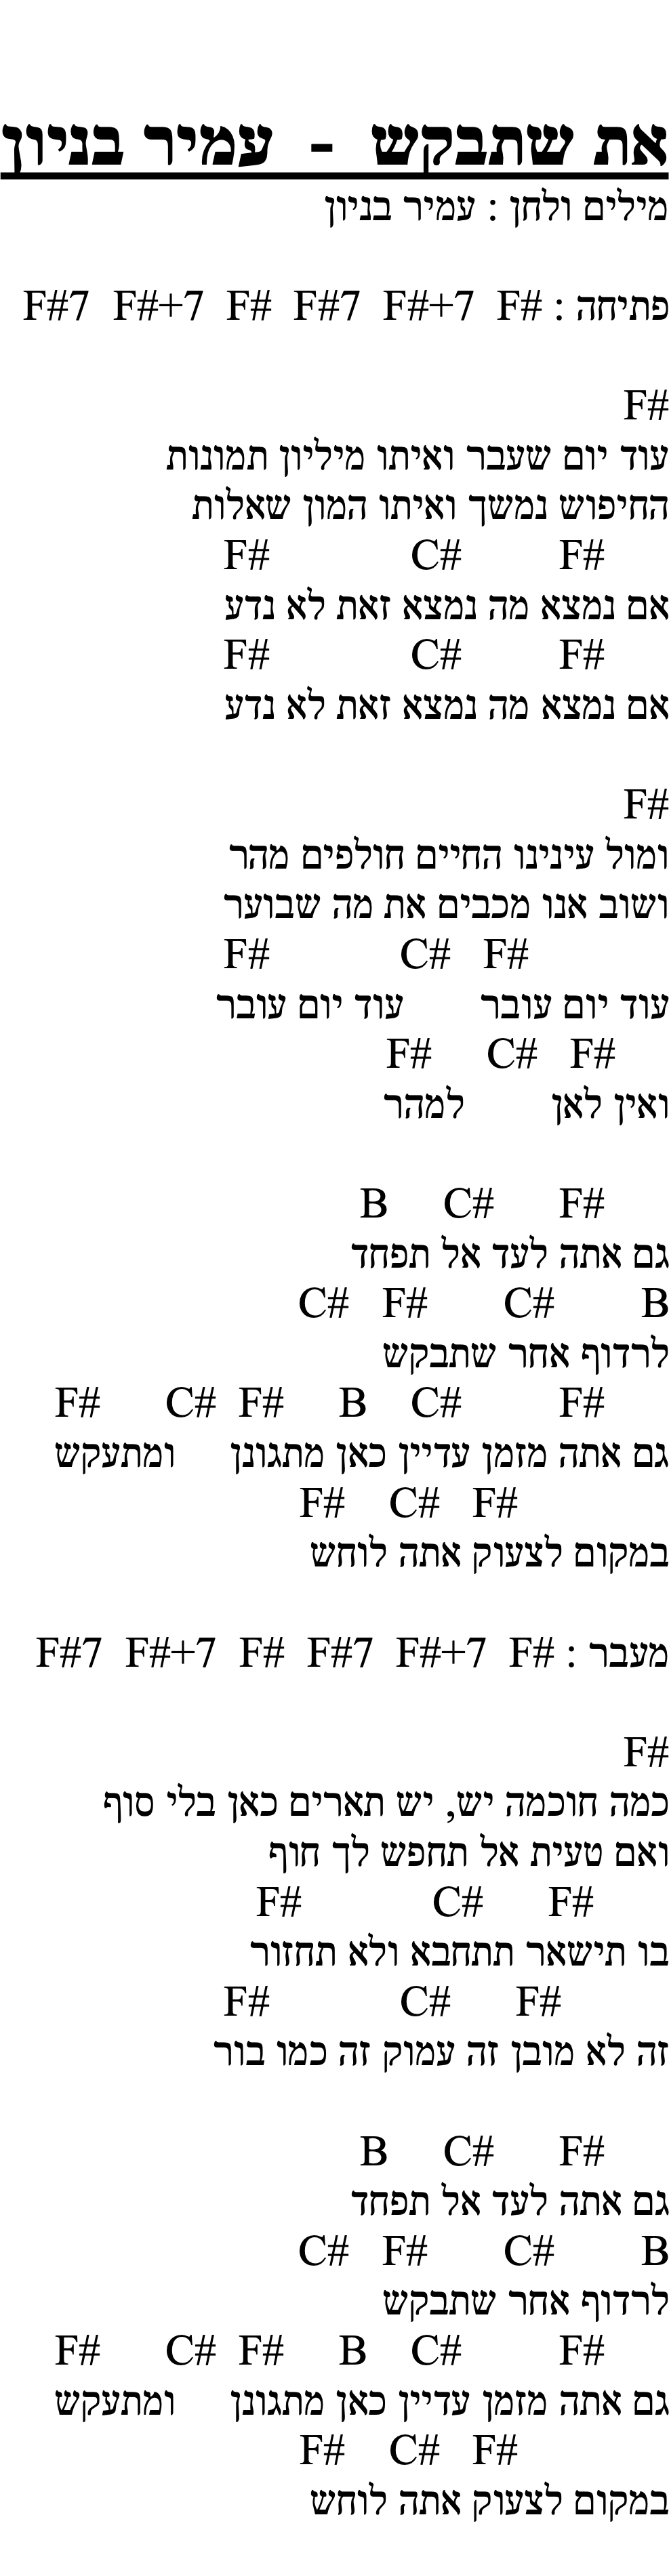 את שתבקש - עמיר בניון
מילים ולחן : עמיר בניון
פתיחה : F#  F#+7  F#7  F#  F#+7  F#7
F#
עוד יום שעבר ואיתו מיליון תמונות
החיפוש נמשך ואיתו המון שאלות
F# C# F#
אם נמצא מה נמצא זאת לא נדע
F# C# F#
אם נמצא מה נמצא זאת לא נדע
F#
ומול עינינו החיים חולפים מהר
ושוב אנו מכבים את מה שבוער
F# C# F#
עוד יום עובר עוד יום עובר
F# C# F#
ואין לאן למהר
F# C# B
גם אתה לעד אל תפחד
B C# F# C#
לרדוף אחר שתבקש
F# C# B F# C# F#
גם אתה מזמן עדיין כאן מתגונן ומתעקש
F# C# F#
במקום לצעוק אתה לוחש
מעבר : F#  F#+7  F#7  F#  F#+7  F#7
F#
כמה חוכמה יש, יש תארים כאן בלי סוף
ואם טעית אל תחפש לך חוף
F# C# F#
בו תישאר תתחבא ולא תחזור
F# C# F#
זה לא מובן זה עמוק זה כמו בור
F# C# B
גם אתה לעד אל תפחד
B C# F# C#
לרדוף אחר שתבקש
F# C# B F# C# F#
גם אתה מזמן עדיין כאן מתגונן ומתעקש
F# C# F#
במקום לצעוק אתה לוחש